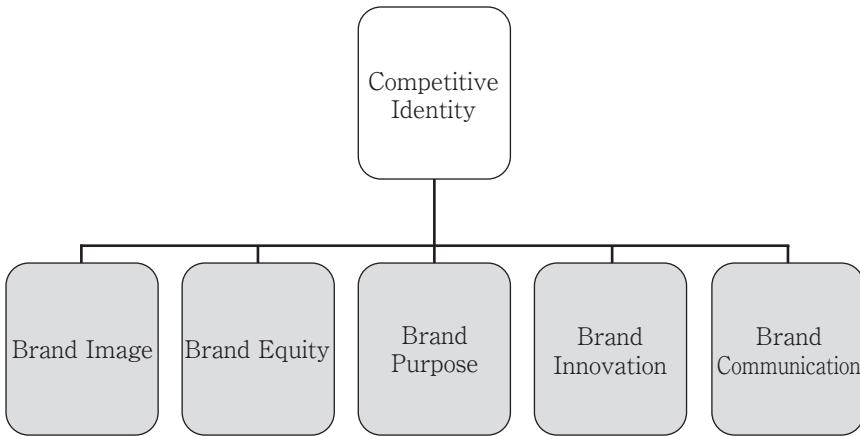 Competitive
Identity
Brand Image
Brand Equity
Brand
Purpose
Brand
Innovation
Brand
Communication